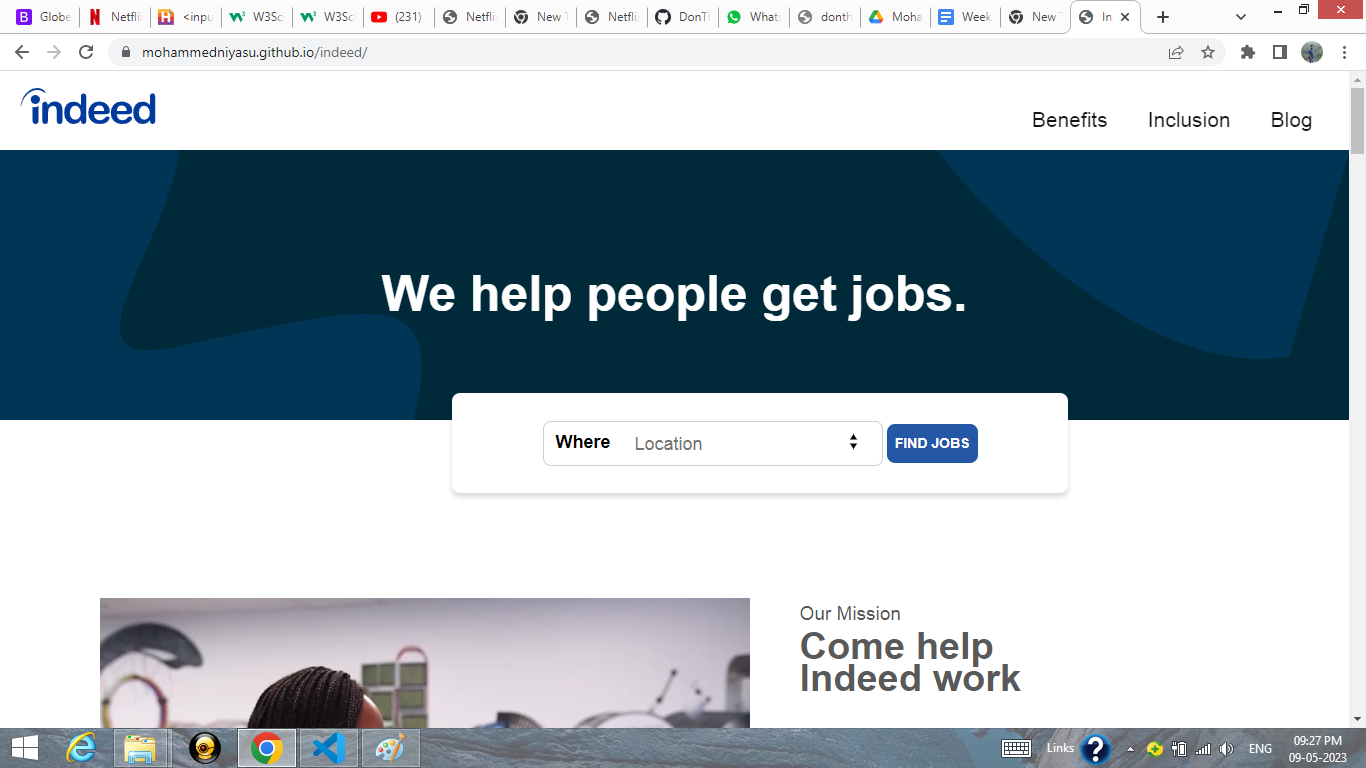 Globe
Netfli
<inpu
W3Sc
W3Sc
(231)
Netfli
New T
Netfli
DonTh
Whats
donth
Moha
Week
New T
In
mohammedniyasu.github.io/indeed/
indeed
Benefits
Inclusion
Blog
We help people get jobs.
Where
Location
FIND JOBS
Our Mission
Come help
Indeed work
Links
ENG
09:27 PM
09-05-2023